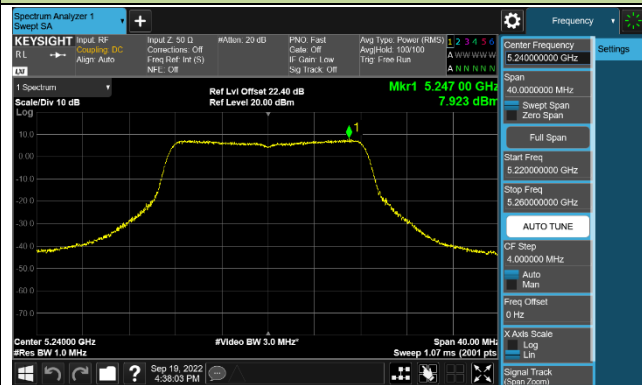 Spectrum Analyzer 1
Swept SA
Frequency
KEYSIGHT
RL
LXI
Input: RF
Coupling: DC
Align: Auto
Input Z: 50 Ω
Corrections: Off
Freq Ref: Int (S)
NFE: Off
#Atten: 20 dB
PNO: Fast
Gate: Off
IF Gain: Low
Sig Track: Off
Avg Type: Power (RMS)
Avg|Hold: 100/100
Trig: Free Run
1 2 3 4 5 6
A W W W W W
A N N N N N
1 Spectrum
Scale/Div 10 dB
Log
Ref Lvl Offset 22.40 dB
Ref Level 20.00 dBm
Mkr1 5.247 00 GHz
7.923 dBm
1
10.0
0.00
-10.0
-20.0
-30.0
-40.0
-50.0
-60.0
-70.0
Center 5.24000 GHz
#Res BW 1.0 MHz
#Video BW 3.0 MHz*
Span 40.00 MHz
Sweep 1.07 ms (2001 pts)
Sep 19, 2022
4:38:03 PM
Center Frequency
5.240000000 GHz
Span
40.0000000 MHz
Swept Span
Zero Span
Full Span
Start Freq
5.220000000 GHz
Stop Freq
5.260000000 GHz
AUTO TUNE
CF Step
4.000000 MHz
Auto
Man
Freq Offset
0 Hz
X Axis Scale
Log
Lin
Signal Track
(Span Zoom)
Settings